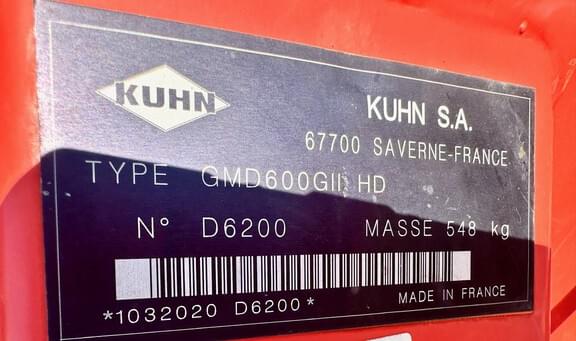 KUHN
KUHN S.A.
67700 SAVERNE-FRANCE
TYPE GMD600GII HD
N° D6200 MASSE 548 kg
*1032020 D6200*
MADE IN FRANCE